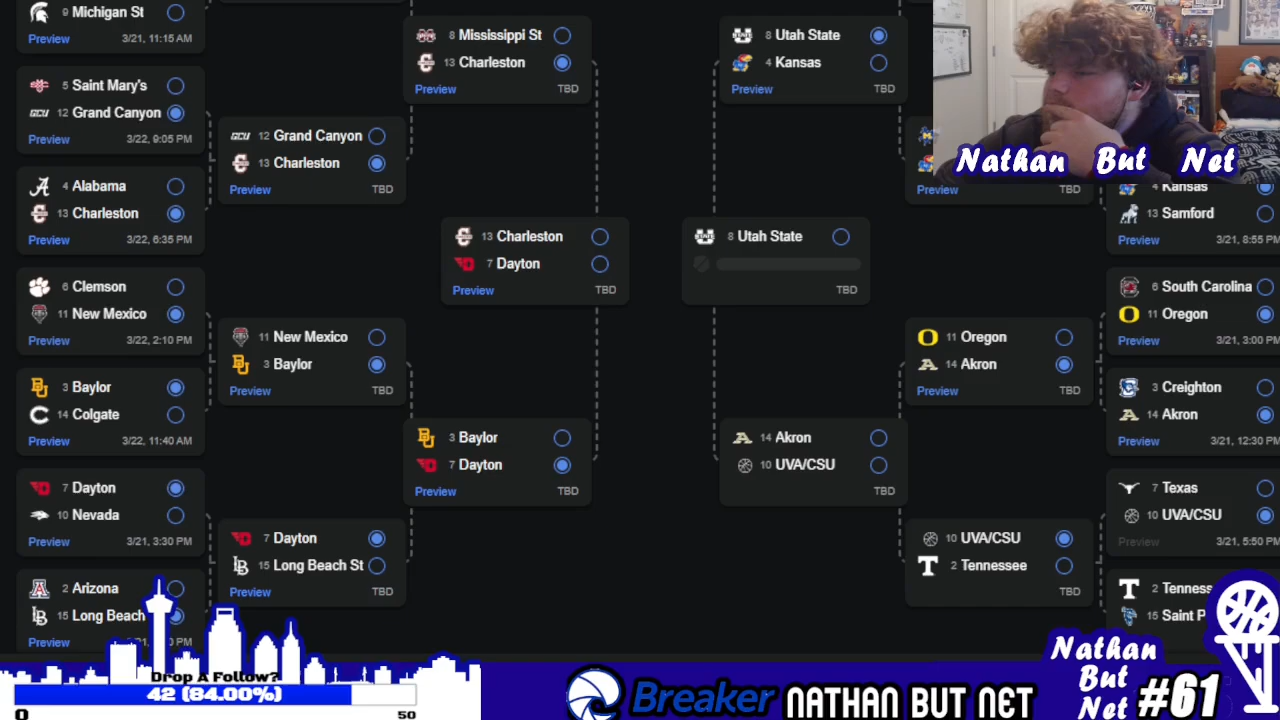 9 Michigan St
Preview 3/21, 11:15 AM
5 Saint Mary's
GCU 12 Grand Canyon
Preview 3/22, 9:05 PM
4 Alabama
13 Charleston
Preview 3/22, 6:35 PM
6 Clemson
11 New Mexico
Preview 3/22, 2:10 PM
3 Baylor
14 Colgate
Preview 3/22, 11:40 AM
7 Dayton
10 Nevada
Preview 3/21, 3:30 PM
2 Arizona
15 Long Beach
Preview
GCU 12 Grand Canyon
13 Charleston
Preview TBD
11 New Mexico
3 Baylor
Preview TBD
7 Dayton
15 Long Beach St
Preview TBD
8 Mississippi St
13 Charleston
Preview TBD
13 Charleston
7 Dayton
Preview TBD
3 Baylor
7 Dayton
Preview TBD
8 Utah State
4 Kansas
Preview TBD
8 Utah State
TBD
14 Akron
10 UVA/CSU
TBD
Preview TBD
11 Oregon
14 Akron
Preview TBD
10 UVA/CSU
2 Tennessee
TBD
4 Kansas
13 Samford
Preview 3/21, 8:55 PM
6 South Carolina
11 Oregon
Preview 3/21, 3:00 PM
3 Creighton
14 Akron
Preview 3/21, 12:30 PM
7 Texas
10 UVA/CSU
Preview 3/21, 5:50 PM
2 Tenness
15 Saint P
Nathan But Net
Drop A Follow?
42 (84.00%)
0 50
Breaker NATHAN BUT NET
Nathan
But
Net #61